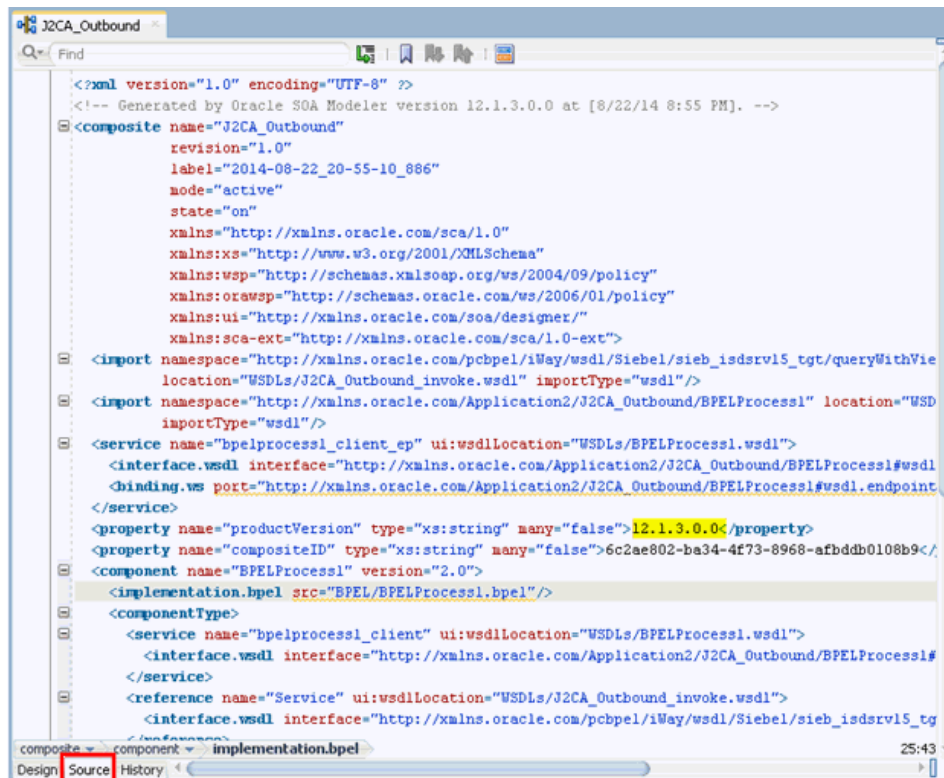 J2CA_Outbound
Find
<?xml version="1.0" encoding="UTF-8" ?>
<!-- Generated by Oracle SOA Modeler version 12.1.3.0.0 at [8/22/14 8:55 PM]. -->
<composite name="J2CA_Outbound"
revision="1.0"
label="2014-08-22_20-55-10_886"
mode="active"
state="on"
xmlns="http://xmlns.oracle.com/sca/1.0"
xmlns:xs="http://www.w3.org/2001/XMLSchema"
xmlns:wsp="http://schemas.xmlsoap.org/ws/2004/09/policy"
xmlns:orawsp="http://schemas.oracle.com/ws/2006/01/policy"
xmlns:ui="http://xmlns.oracle.com/soa/designer/"
xmlns:sca-ext="http://xmlns.oracle.com/sca/1.0-ext">
<import namespace="http://xmlns.oracle.com/pcbpel/iWay/wsdl/Siebel/sieb_isdsrv15_tgt/queryWithVie
location="WSDLs/J2CA_Outbound_invoke.wsdl" importType="wsdl"/>
<import namespace="http://xmlns.oracle.com/Application2/J2CA_Outbound/BPELProcess1" location="WSD
importType="wsdl"/>
<service name="bpelprocess1_client_ep" ui:wsdlLocation="WSDLs/BPELProcess1.wsdl">
<interface.wsdl interface="http://xmlns.oracle.com/Application2/J2CA_Outbound/BPELProcess1#wsdl
<binding.ws port="http://xmlns.oracle.com/Application2/J2CA_Outbound/BPELProcess1#wsdl.endpoint
</service>
<property name="productVersion" type="xs:string" many="false">12.1.3.0.0</property>
<property name="compositeID" type="xs:string" many="false">6c2ae802-ba34-4f73-8968-afbddb0108b9</
<component name="BPELProcess1" version="2.0">
<implementation.bpel src="BPEL/BPELProcess1.bpel"/>
<componentType>
<service name="bpelprocess1_client" ui:wsdlLocation="WSDLs/BPELProcess1.wsdl">
<interface.wsdl interface="http://xmlns.oracle.com/Application2/J2CA_Outbound/BPELProcess1#
</service>
<reference name="Service" ui:wsdlLocation="WSDLs/J2CA_Outbound_invoke.wsdl">
<interface.wsdl interface="http://xmlns.oracle.com/pcbpel/iWay/wsdl/Siebel/sieb_isdsrv15_tg
</reference>
composite component implementation.bpel 25:43
Design Source History